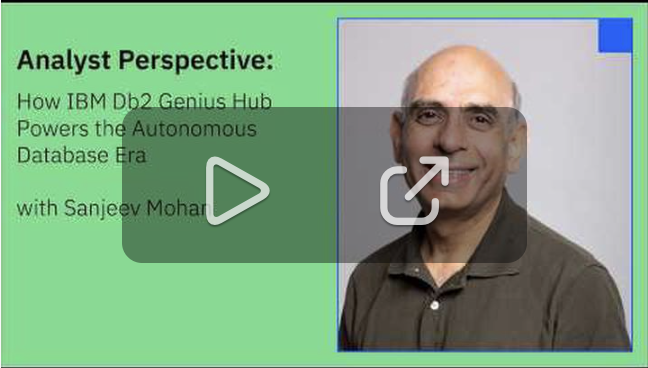 Analyst Perspective:
How IBM Db2 Genius Hub
Powers the Autonomous
Database Era
with Sanjeev Mohan